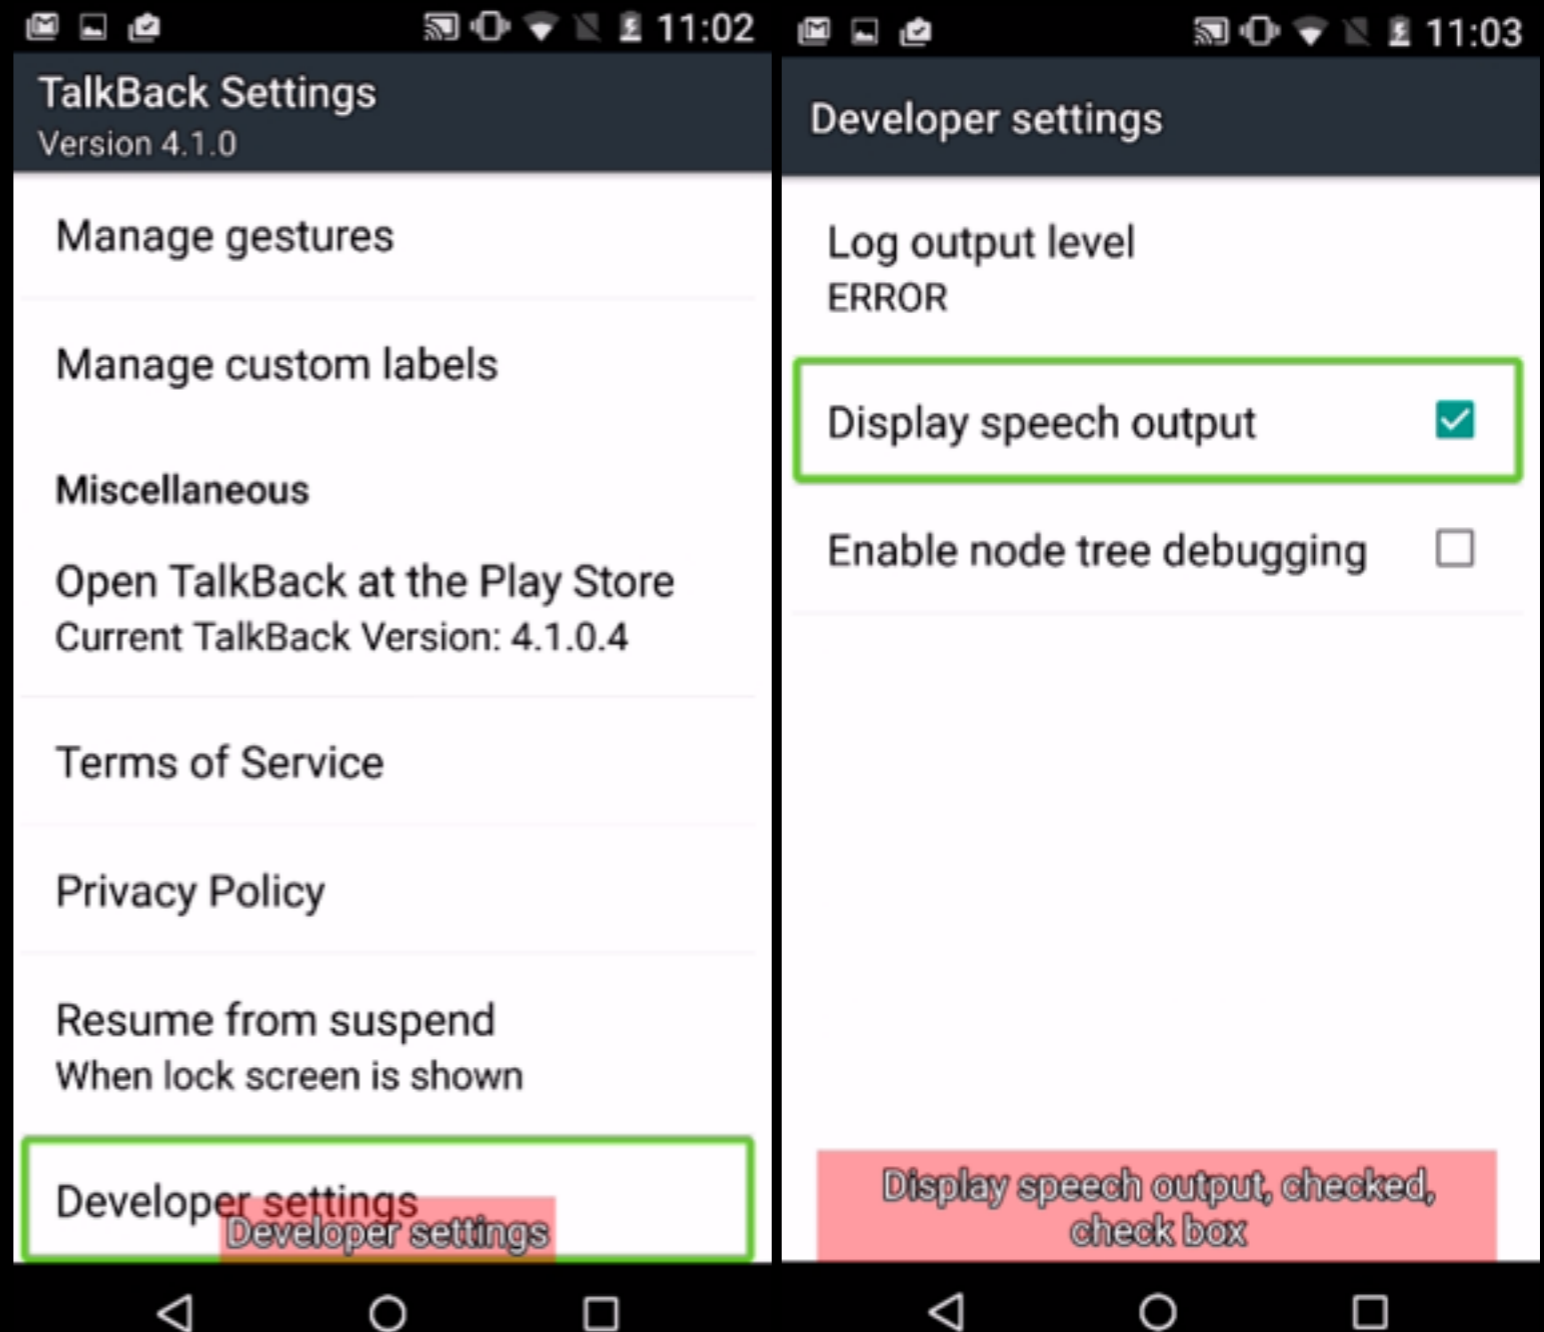 11:02
TalkBack Settings
Version 4.1.0
Manage gestures
Manage custom labels
Miscellaneous
Open TalkBack at the Play Store
Current TalkBack Version: 4.1.0.4
Terms of Service
Privacy Policy
Resume from suspend
When lock screen is shown
Developer settings
Developer settings
11:03
Developer settings
Log output level
ERROR
Display speech output
Enable node tree debugging
Display speech output, checked,
check box